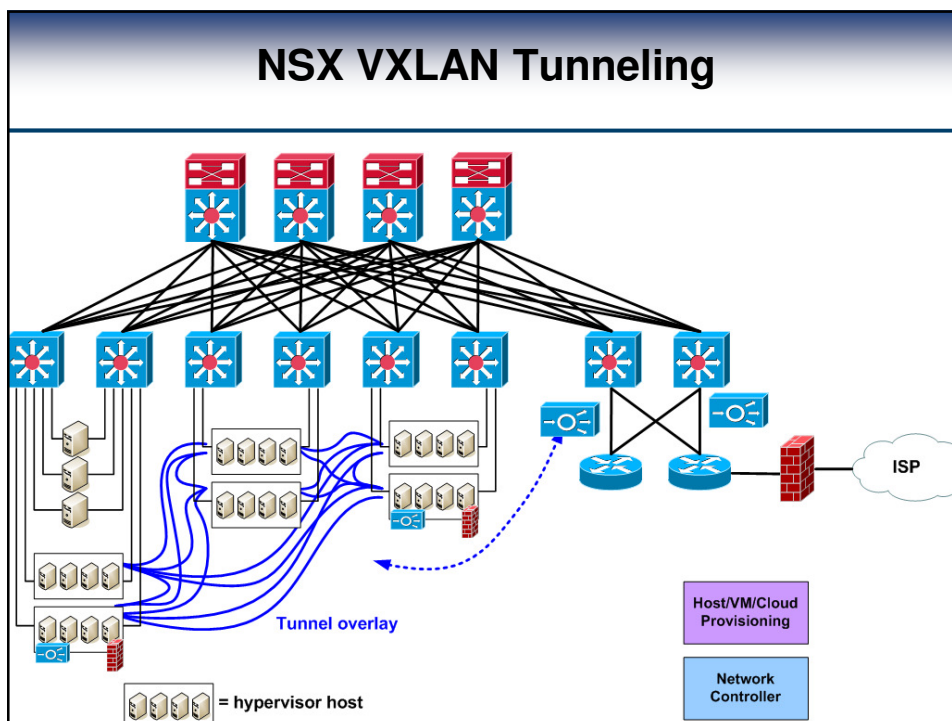 NSX VXLAN Tunneling
ISP
Tunnel overlay
Host/VM/Cloud
Provisioning
Network
Controller
= hypervisor host